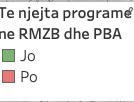 Te njejta programe?
ne RMZB dhe PBA
Jo
Po